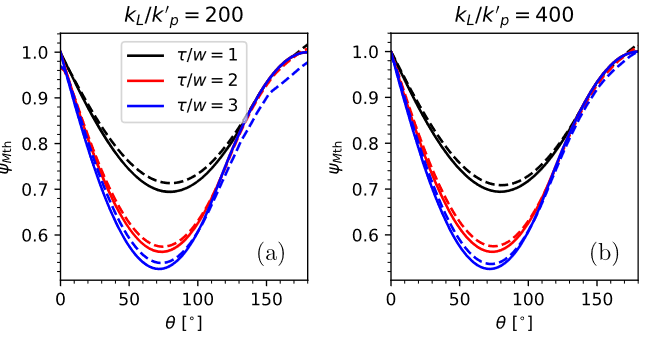 k_L/k'_p = 200
k_L/k'_p = 400
1.0
0.9
0.8
0.7
0.6
ψ_Mth
τ/w = 1
τ/w = 2
τ/w = 3
(a)
0
50
100
150
θ [°]
1.0
0.9
0.8
0.7
0.6
ψ_Mth
(b)
0
50
100
150
θ [°]